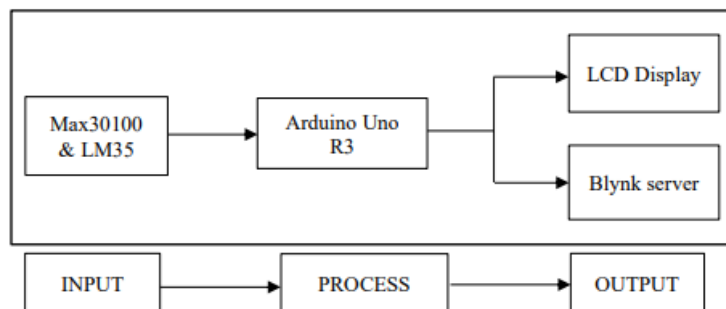 LCD Display
Max30100
& LM35
Arduino Uno
R3
Blynk server
INPUT
PROCESS
OUTPUT